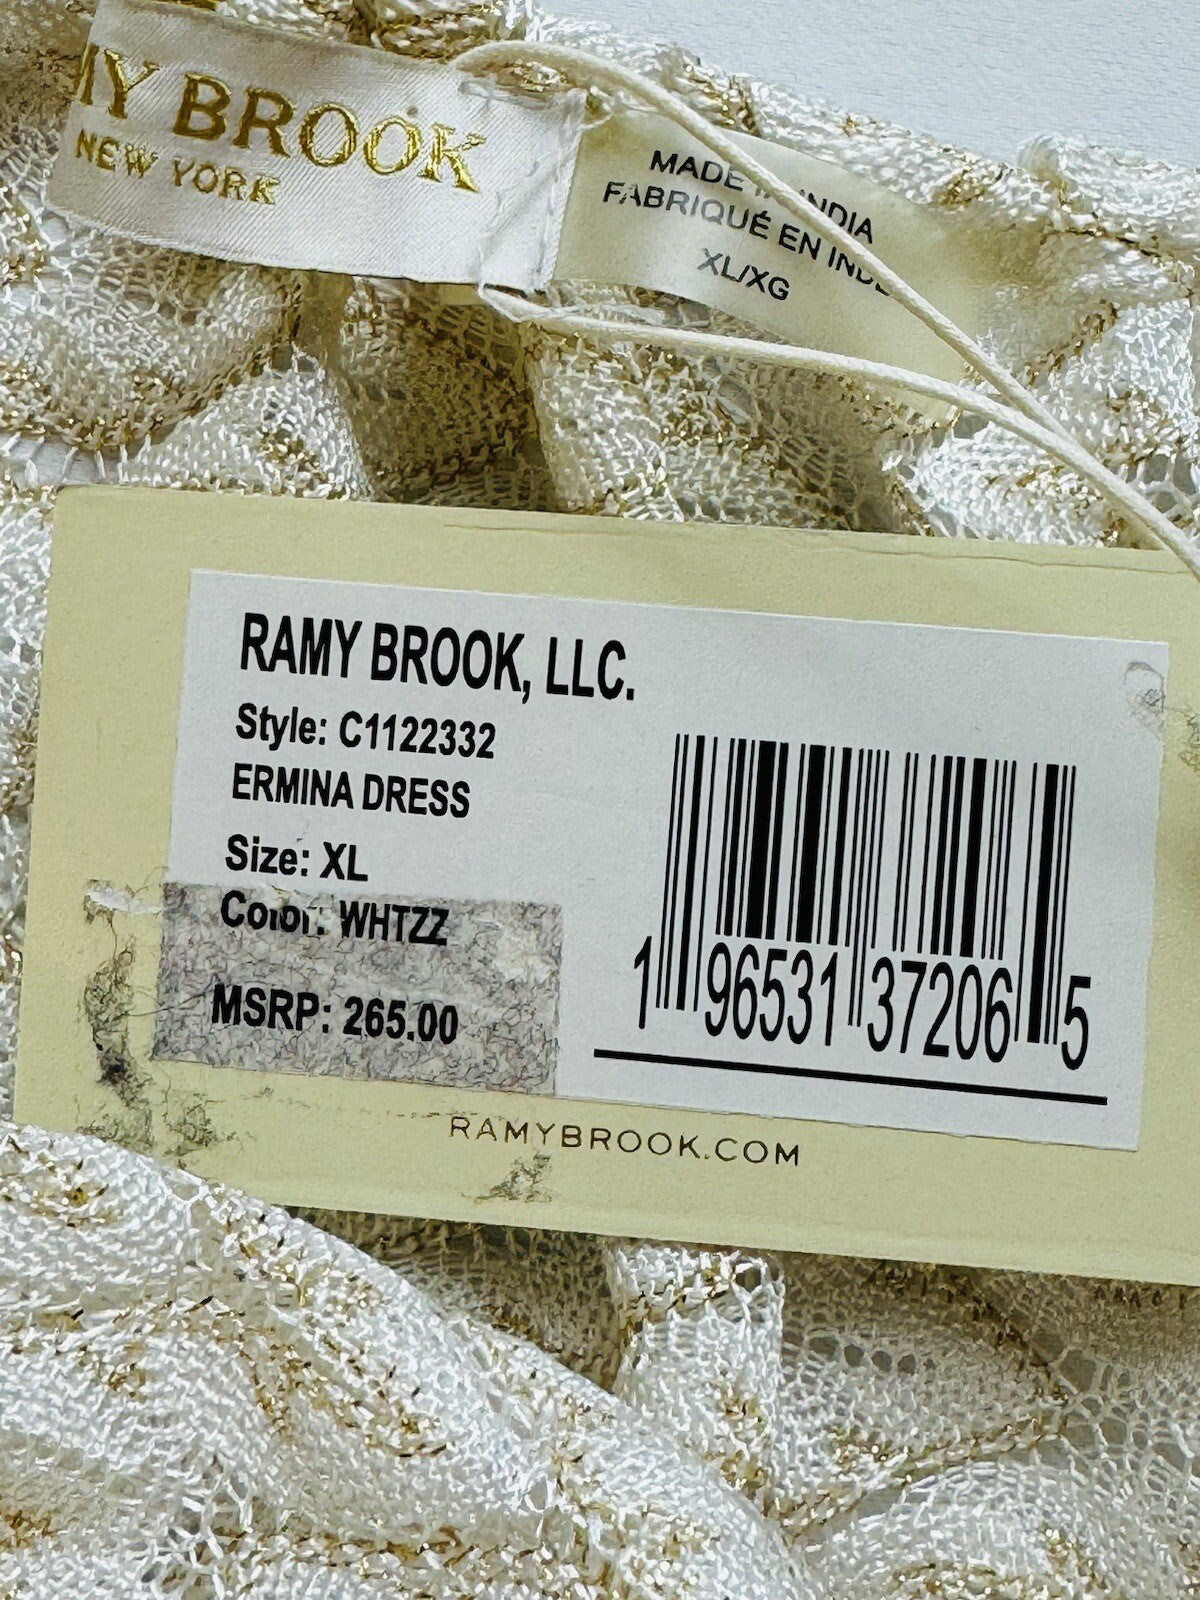 MY BROOK
NEW YORK
MADE IN INDIA
FABRIQUÉ EN INDE
XL/XG
RAMY BROOK, LLC.
Style: C1122332
ERMINA DRESS
Size: XL
Color: WHTZZ
MSRP: 265.00
1 96531 37206 5
RAMYBROOK.COM